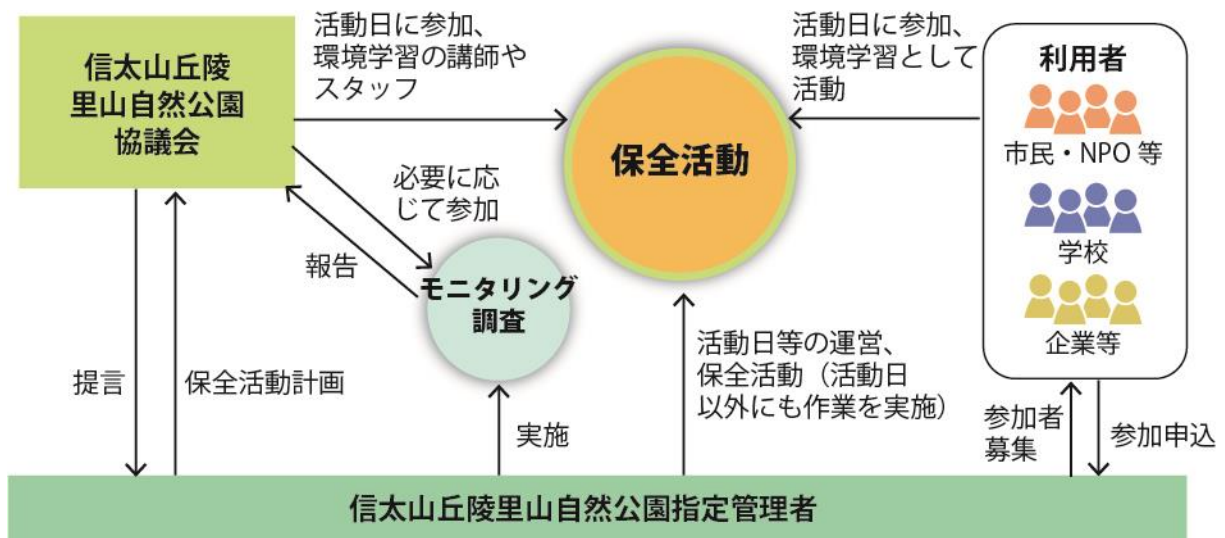 信太山丘陵
里山自然公園
協議会
活動日に参加、
環境学習の講師や
スタッフ
保全活動
活動日に参加、
環境学習として
活動
利用者
市民・NPO 等
学校
企業等
必要に応
じて参加
報告
モニタリング
調査
提言
保全活動計画
実施
活動日等の運営、
保全活動（活動日
以外にも作業を実施）
参加者
募集
参加申込
信太山丘陵里山自然公園指定管理者